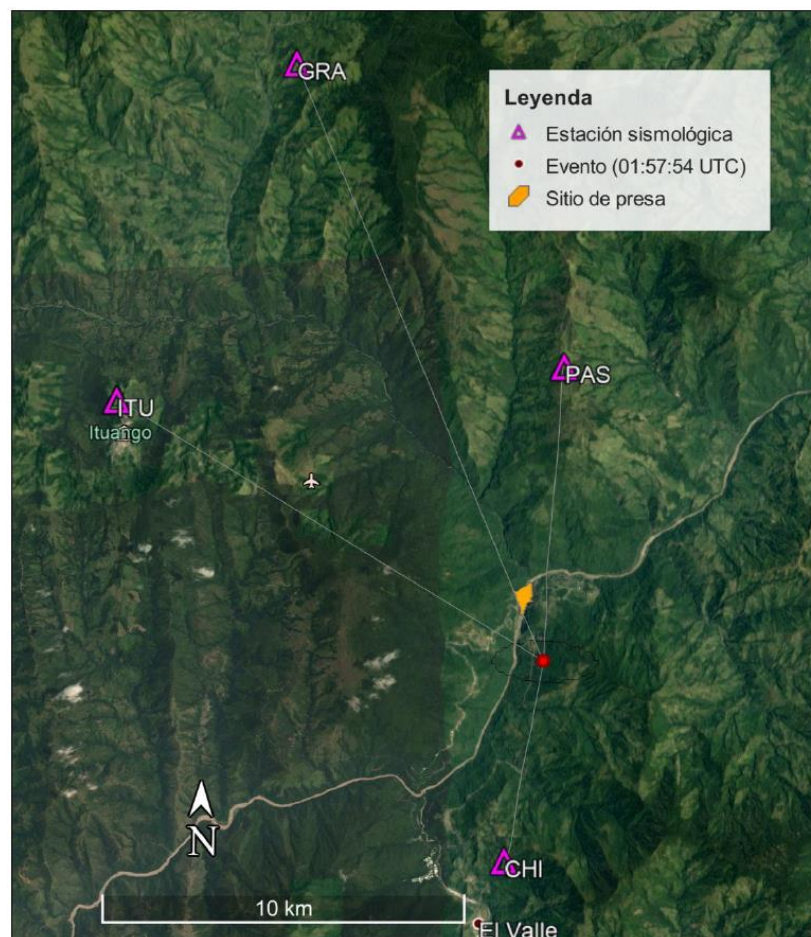 GRA
Leyenda
Estación sismológica
Evento (01:57:54 UTC)
Sitio de presa
PAS
ITU
Ituango
N
CHI
10 km
El Valle